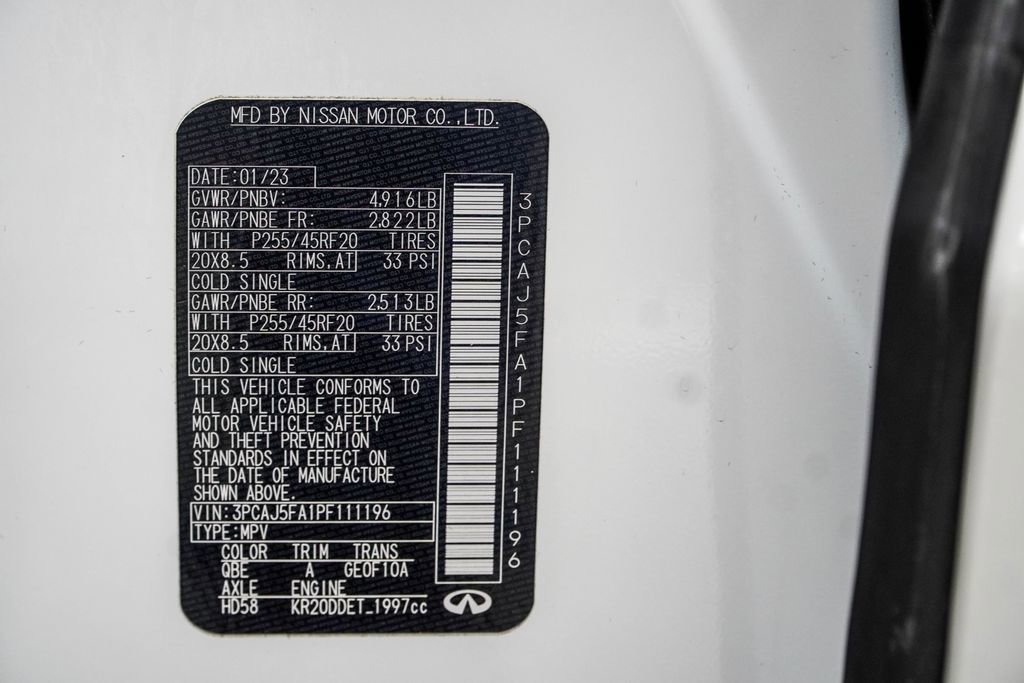 MFD BY NISSAN MOTOR CO.,LTD.
DATE:01/23
GVWR/PNBV: 4,916LB
GAWR/PNBE FR: 2,822LB
WITH P255/45RF20 TIRES
20X8.5 RIMS,AT 33 PSI
COLD SINGLE
GAWR/PNBE RR: 2,513LB
WITH P255/45RF20 TIRES
20X8.5 RIMS,AT 33 PSI
COLD SINGLE
THIS VEHICLE CONFORMS TO
ALL APPLICABLE FEDERAL
MOTOR VEHICLE SAFETY
AND THEFT PREVENTION
STANDARDS IN EFFECT ON
THE DATE OF MANUFACTURE
SHOWN ABOVE.
VIN:3PCAJ5FA1PF111196
TYPE:MPV
COLOR TRIM TRANS
QBE A GE0F10A
AXLE ENGINE
HD58 KR20DDET_1997cc
3PCAJ5FA1PF111196